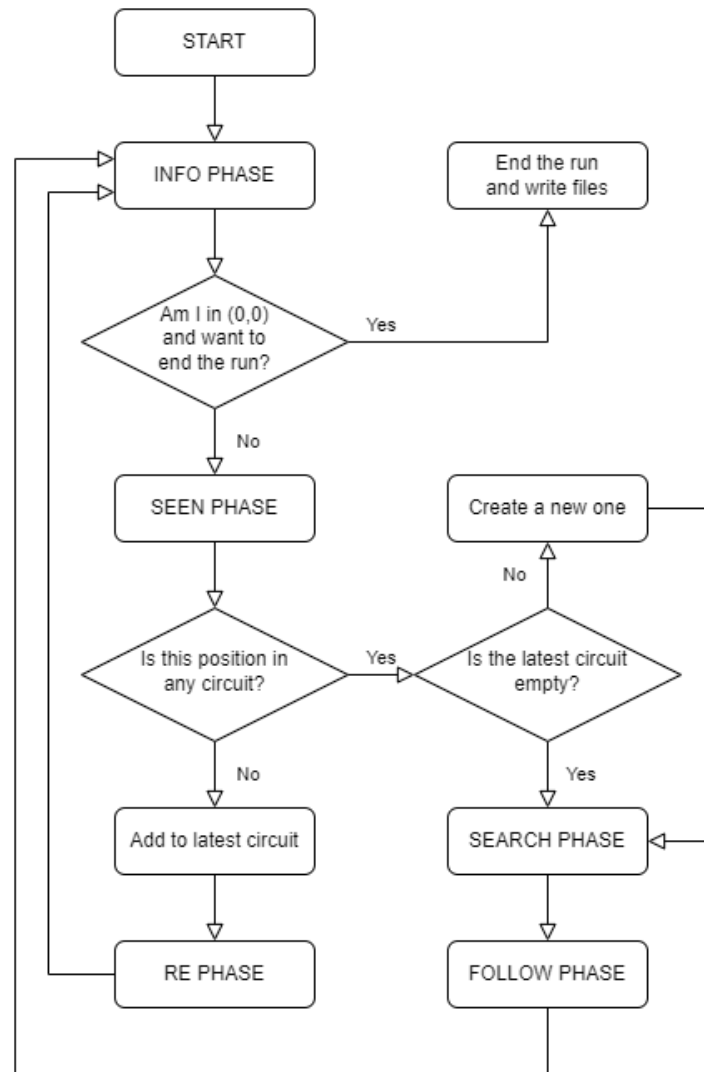 START
INFO PHASE
End the run
and write files
Am I in (0,0)
and want to
end the run?
Yes
No
SEEN PHASE
Create a new one
No
Is this position in
any circuit?
Yes
Is the latest circuit
empty?
No
Yes
Add to latest circuit
SEARCH PHASE
RE PHASE
FOLLOW PHASE